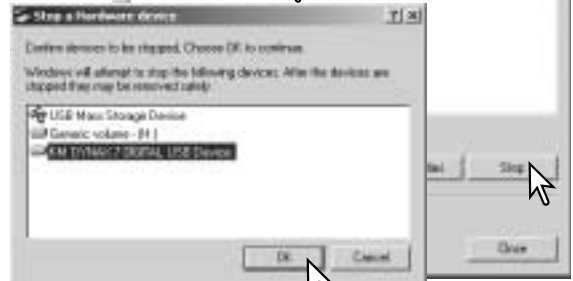 Stop a Hardware device
Confirm devices to be stopped, Choose OK to continue.
Windows will attempt to stop the following devices. After the devices are
stopped they may be removed safely.
USB Mass Storage Device
Generic volume - (H:)
KM DYNAX 7 DIGITAL USB Device
Stop
OK
Cancel
Close